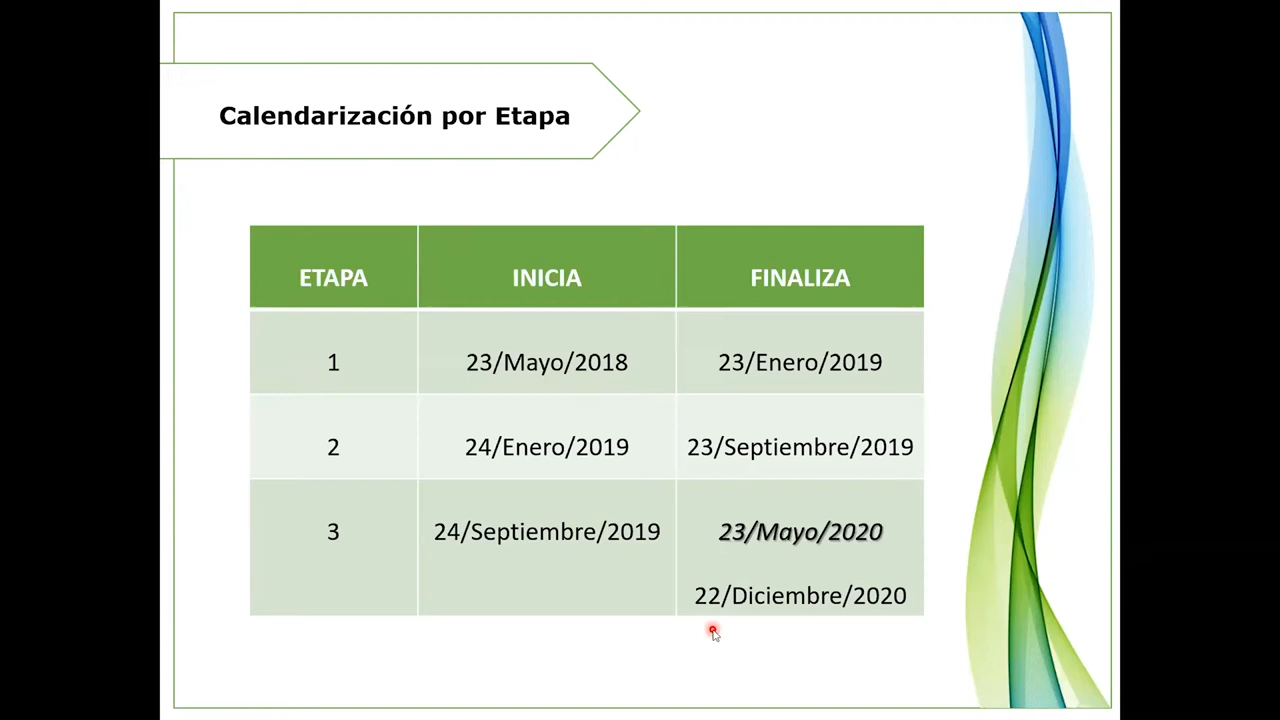 Calendarización por Etapa
ETAPA INICIA FINALIZA
1 23/Mayo/2018 23/Enero/2019
2 24/Enero/2019 23/Septiembre/2019
3 24/Septiembre/2019 23/Mayo/2020
22/Diciembre/2020